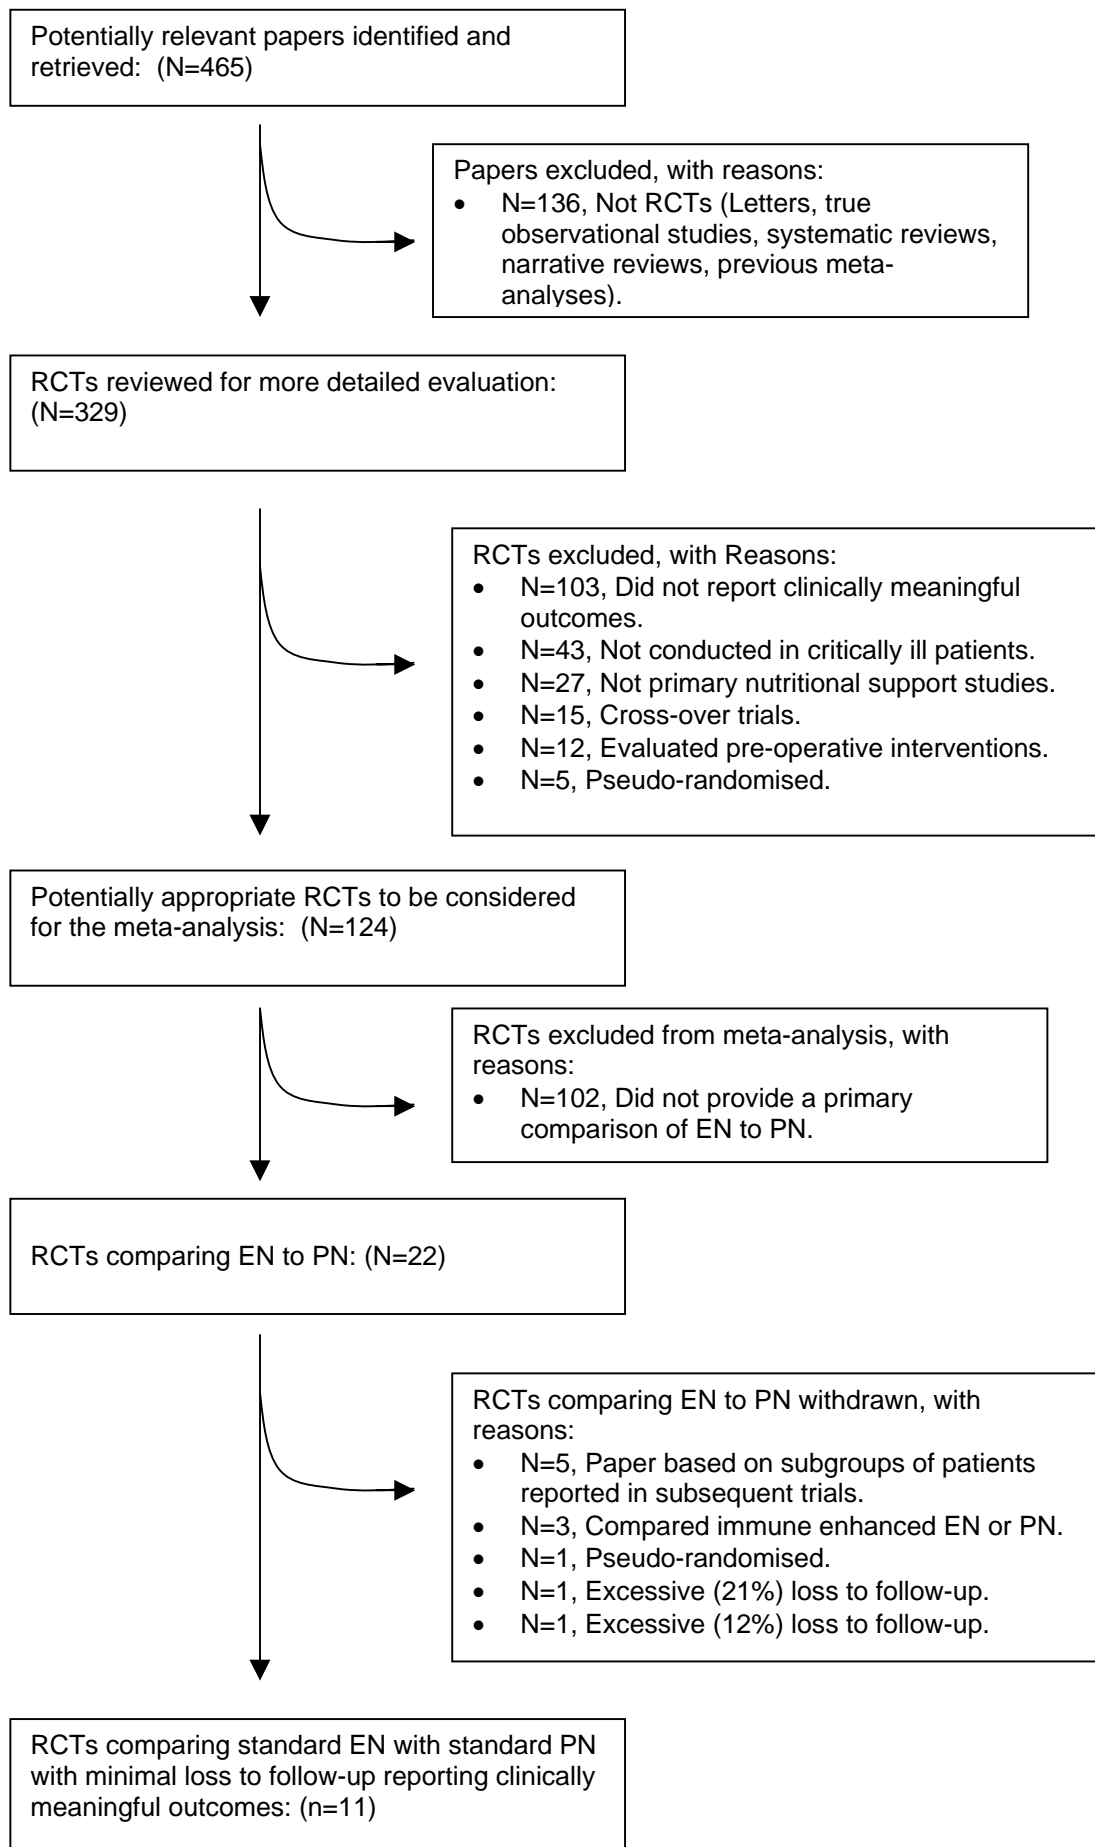 Potentially relevant papers identified and
retrieved:  (N=465)
Papers excluded, with reasons:
• N=136, Not RCTs (Letters, true
observational studies, systematic reviews,
narrative reviews, previous meta-
analyses).
RCTs reviewed for more detailed evaluation:
(N=329)
RCTs excluded, with Reasons:
• N=103, Did not report clinically meaningful
outcomes.
• N=43, Not conducted in critically ill patients.
• N=27, Not primary nutritional support studies.
• N=15, Cross-over trials.
• N=12, Evaluated pre-operative interventions.
• N=5, Pseudo-randomised.
Potentially appropriate RCTs to be considered
for the meta-analysis:  (N=124)
RCTs excluded from meta-analysis, with
reasons:
• N=102, Did not provide a primary
comparison of EN to PN.
RCTs comparing EN to PN: (N=22)
RCTs comparing EN to PN withdrawn, with
reasons:
• N=5, Paper based on subgroups of patients
reported in subsequent trials.
• N=3, Compared immune enhanced EN or PN.
• N=1, Pseudo-randomised.
• N=1, Excessive (21%) loss to follow-up.
• N=1, Excessive (12%) loss to follow-up.
RCTs comparing standard EN with standard PN
with minimal loss to follow-up reporting clinically
meaningful outcomes: (n=11)